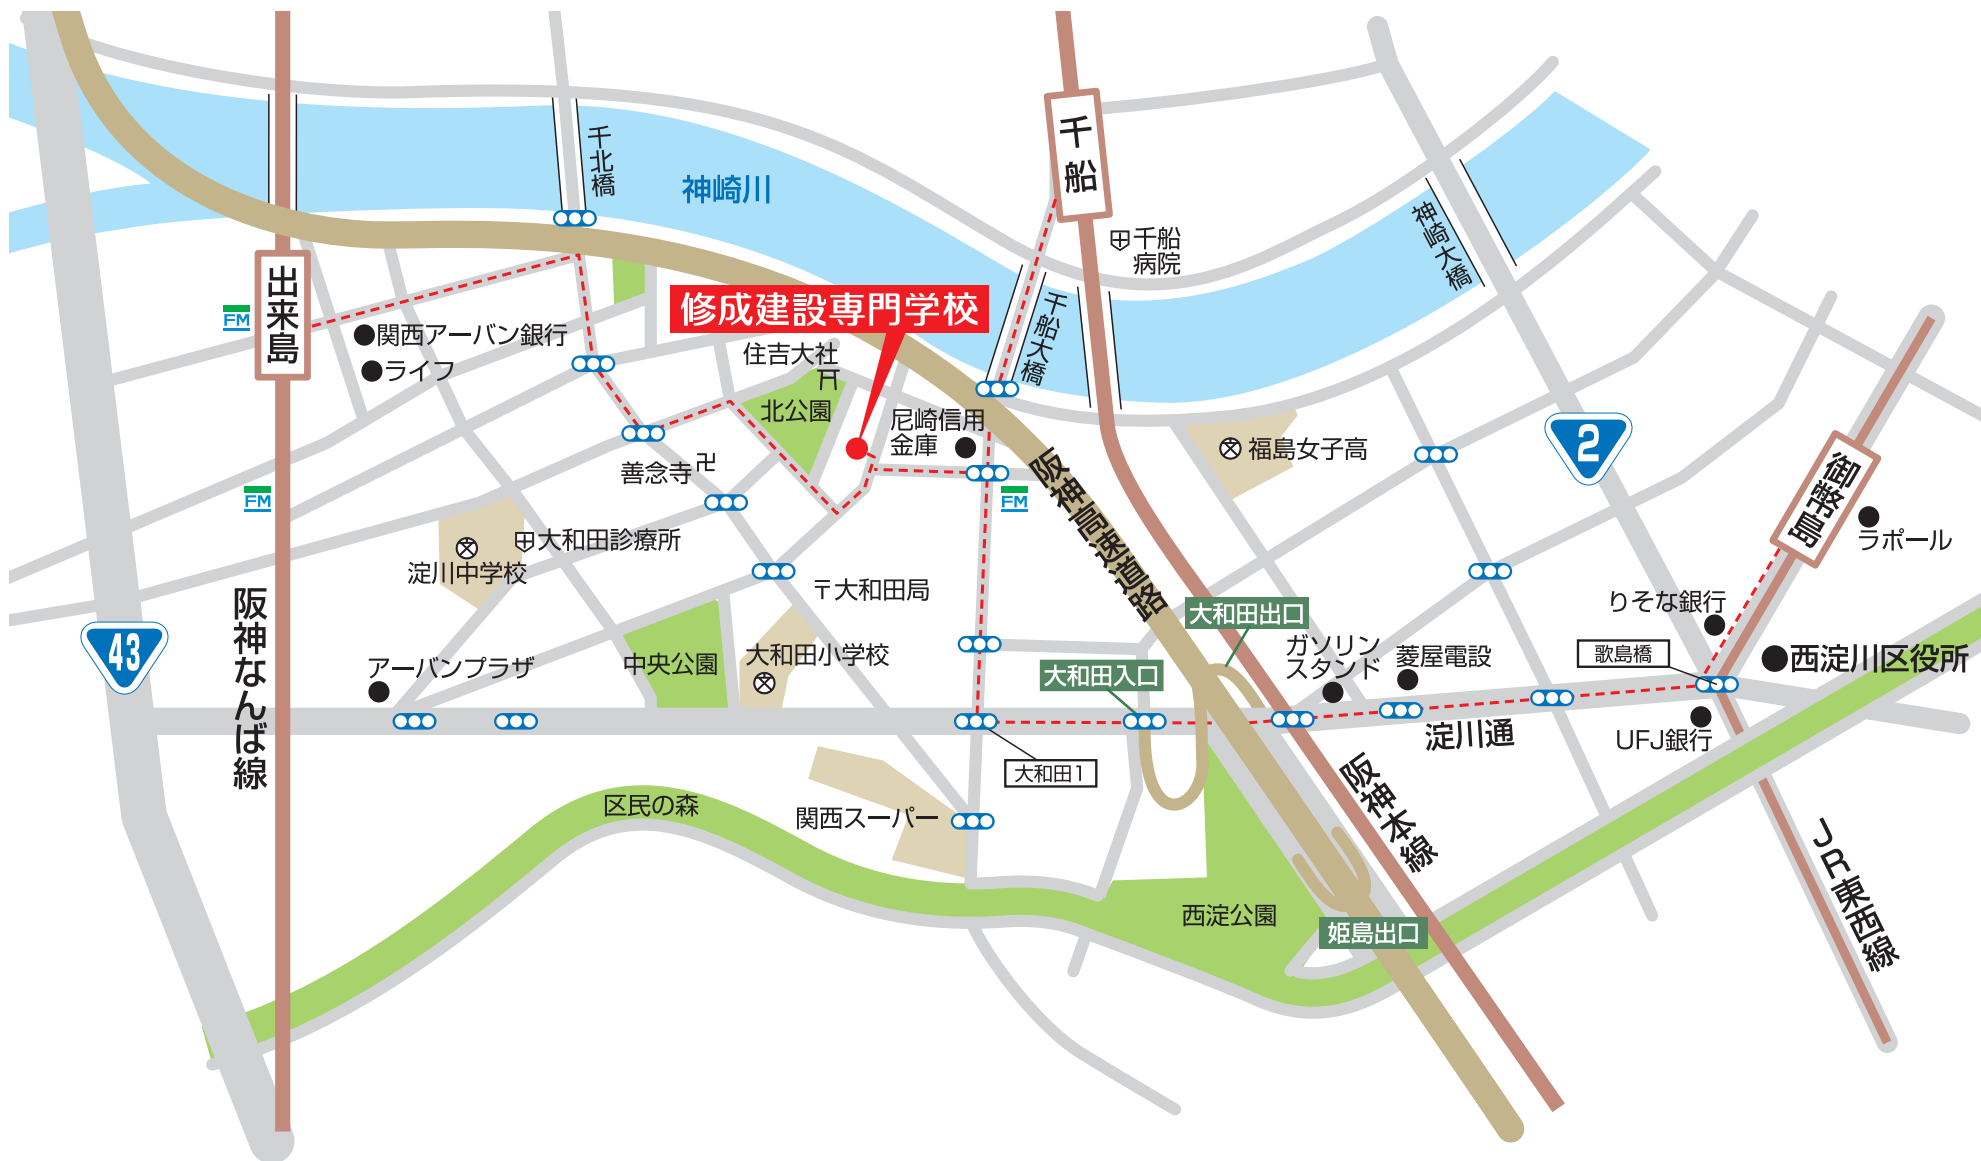 千北橋
神崎川
千船
千船
病院
神崎大橋
出来島
FM
関西アーバン銀行
ライフ
修成建設専門学校
千船大橋
住吉大社
北公園
尼崎信用
金庫
福島女子高
2
御幣島
ラポール
善念寺
卍
FM
FM
阪神高速道路
大和田診療所
淀川中学校
〒大和田局
大和田出口
りそな銀行
歌島橋
西淀川区役所
43
阪神なんば線
アーバンプラザ
中央公園
大和田小学校
大和田入口
ガソリン
スタンド
菱屋電設
淀川通
UFJ銀行
大和田1
阪神本線
区民の森
関西スーパー
JR東西線
西淀公園
姫島出口